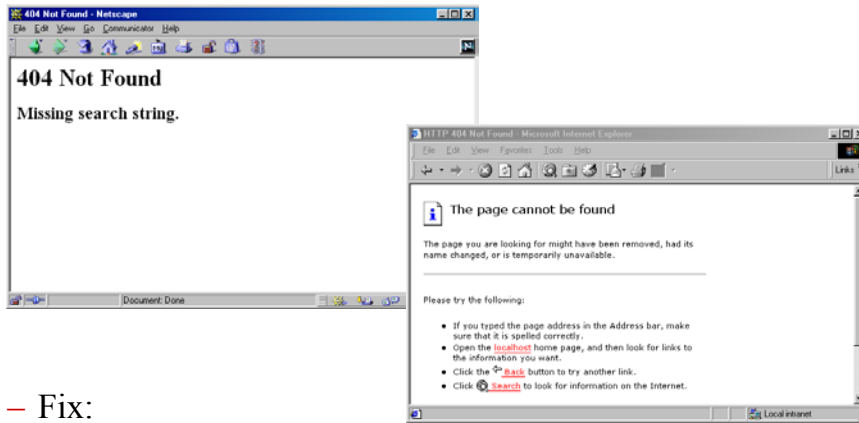 404 Not Found - Netscape
File Edit View Go Communicator Help
404 Not Found
Missing search string.
Document: Done
HTTP 404 Not Found - Microsoft Internet Explorer
File Edit View Favorites Tools Help
Links
The page cannot be found
The page you are looking for might have been removed, had its
name changed, or is temporarily unavailable.
Please try the following:
• If you typed the page address in the Address bar, make
sure that it is spelled correctly.
• Open the localhost home page, and then look for links to
the information you want.
• Click the Back button to try another link.
• Click Search to look for information on the Internet.
Local intranet
– Fix: